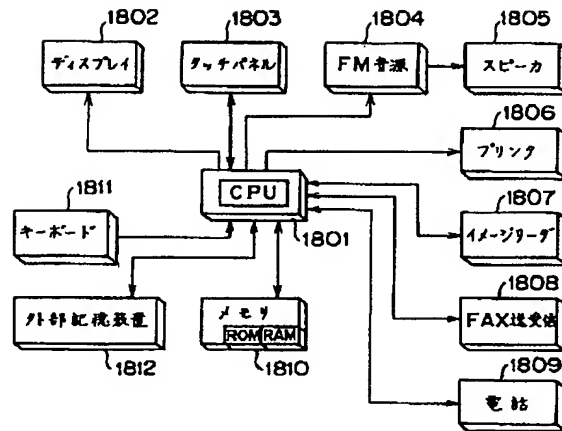 1802
ディスプレイ
1803
タッチパネル
1804
FM音源
1805
スピーカ
1806
プリンタ
CPU
1801
1807
イメージリーダ
1811
キーボード
1808
FAX送受信
外部記憶装置
1812
メモリ
ROM RAM
1810
1809
電話